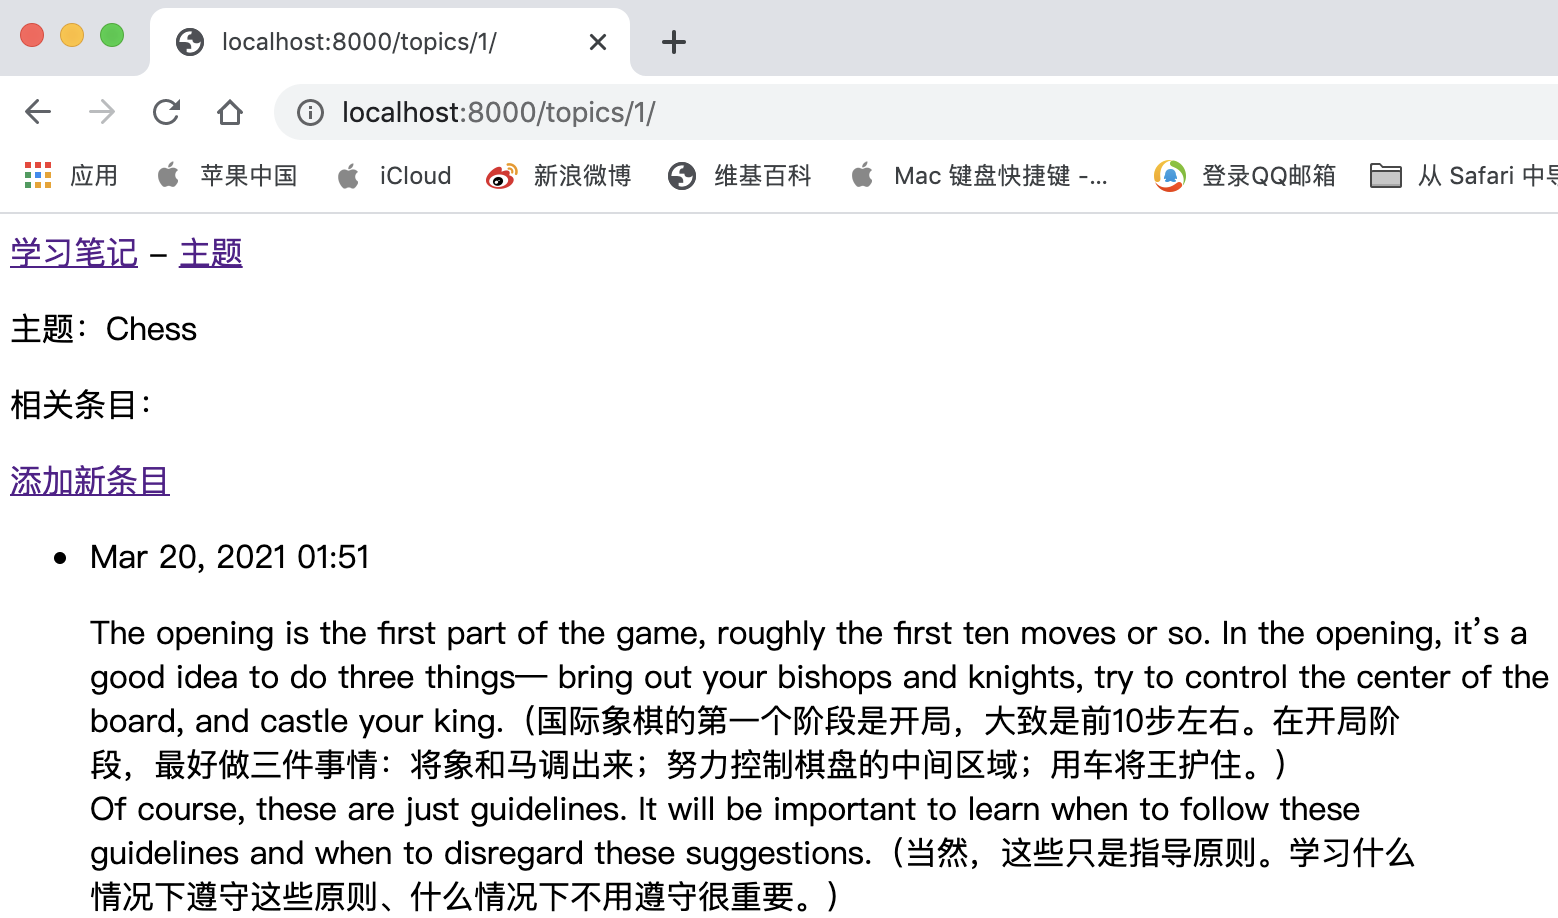 localhost:8000/topics/1/
localhost:8000/topics/1/
应用 苹果中国 iCloud 新浪微博 维基百科 Mac 键盘快捷键 -... 登录QQ邮箱 从 Safari 中导
学习笔记 – 主题
主题：Chess
相关条目：
添加新条目
Mar 20, 2021 01:51
The opening is the first part of the game, roughly the first ten moves or so. In the opening, it’s a
good idea to do three things— bring out your bishops and knights, try to control the center of the
board, and castle your king.（国际象棋的第一个阶段是开局，大致是前10步左右。在开局阶
段，最好做三件事情：将象和马调出来；努力控制棋盘的中间区域；用车将王护住。）
Of course, these are just guidelines. It will be important to learn when to follow these
guidelines and when to disregard these suggestions.（当然，这些只是指导原则。学习什么
情况下遵守这些原则、什么情况下不用遵守很重要。）